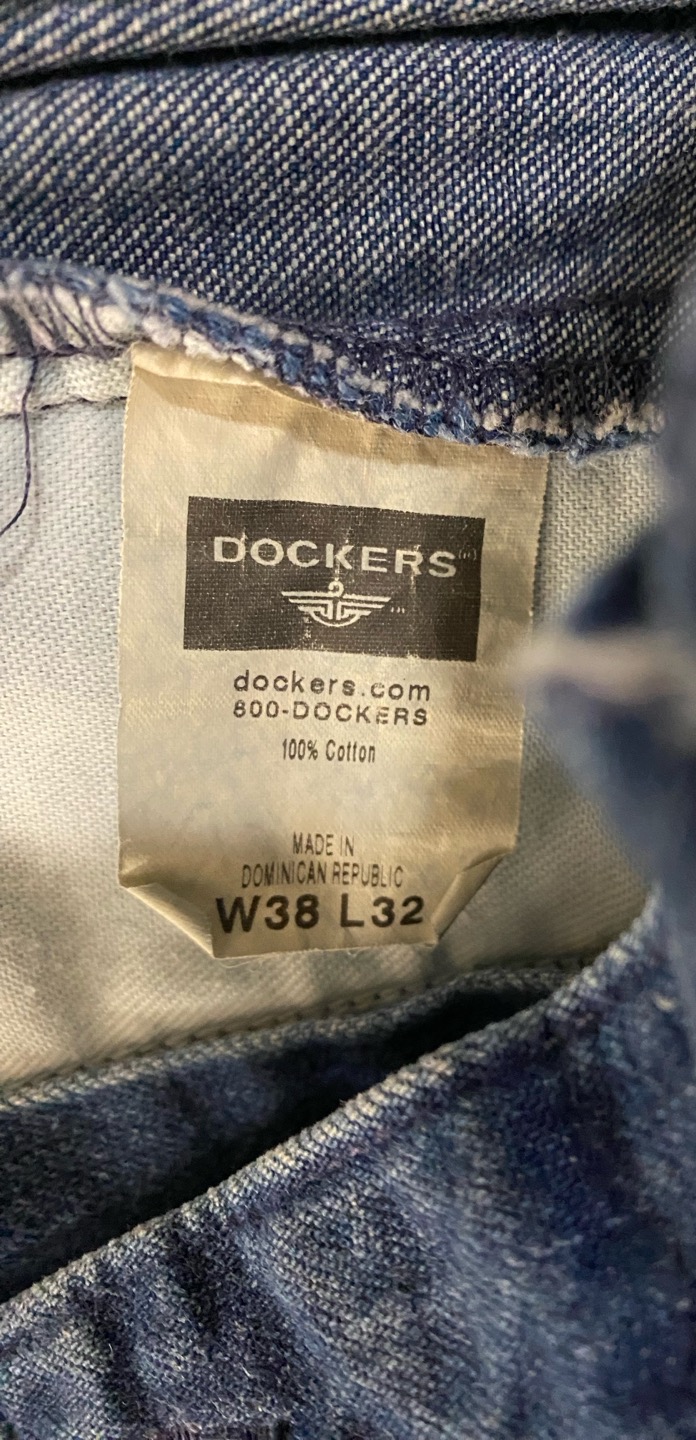 DOCKERS
dockers.com
800-DOCKERS
100% Cotton
MADE IN
DOMINICAN REPUBLIC
W38 L32